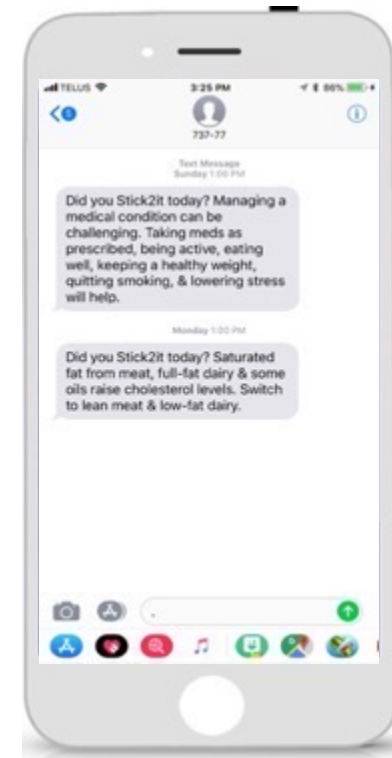 TELUS 3:25 PM 86%
5
737-77
Text Message
Sunday 1:00 PM
Did you Stick2it today? Managing a
medical condition can be
challenging. Taking meds as
prescribed, being active, eating
well, keeping a healthy weight,
quitting smoking, & lowering stress
will help.
Monday 1:00 PM
Did you Stick2it today? Saturated
fat from meat, full-fat dairy & some
oils raise cholesterol levels. Switch
to lean meat & low-fat dairy.
.